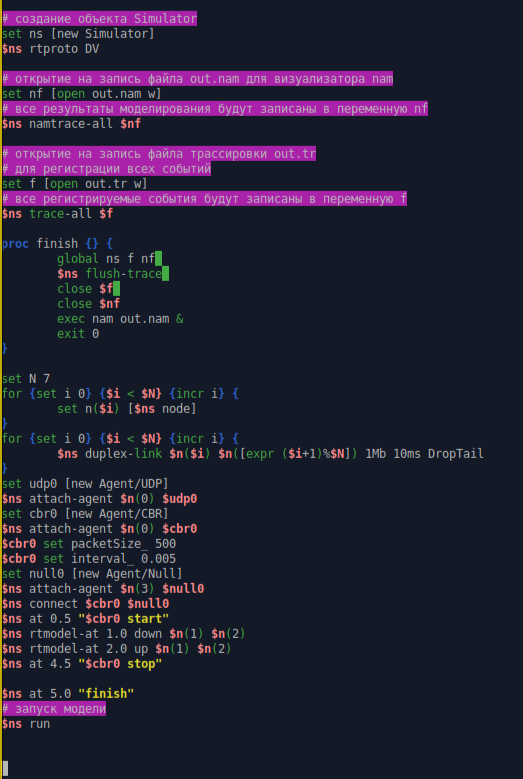 # создание объекта Simulator
set ns [new Simulator]
$ns rtproto DV
# открытие на запись файла out.nam для визуализатора nam
set nf [open out.nam w]
# все результаты моделирования будут записаны в переменную nf
$ns namtrace-all $nf
# открытие на запись файла трассировки out.tr
# для регистрации всех событий
set f [open out.tr w]
# все регистрируемые события будут записаны в переменную f
$ns trace-all $f
proc finish {} {
global ns f nf
$ns flush-trace
close $f
close $nf
exec nam out.nam &
exit 0
}
set N 7
for {set i 0} {$i < $N} {incr i} {
set n($i) [$ns node]
}
for {set i 0} {$i < $N} {incr i} {
$ns duplex-link $n($i) $n([expr ($i+1)%$N]) 1Mb 10ms DropTail
}
set udp0 [new Agent/UDP]
$ns attach-agent $n(0) $udp0
set cbr0 [new Agent/CBR]
$ns attach-agent $n(0) $cbr0
$cbr0 set packetSize_ 500
$cbr0 set interval_ 0.005
set null0 [new Agent/Null]
$ns attach-agent $n(3) $null0
$ns connect $cbr0 $null0
$ns at 0.5 "$cbr0 start"
$ns rtmodel-at 1.0 down $n(1) $n(2)
$ns rtmodel-at 2.0 up $n(1) $n(2)
$ns at 4.5 "$cbr0 stop"
$ns at 5.0 "finish"
# запуск модели
$ns run